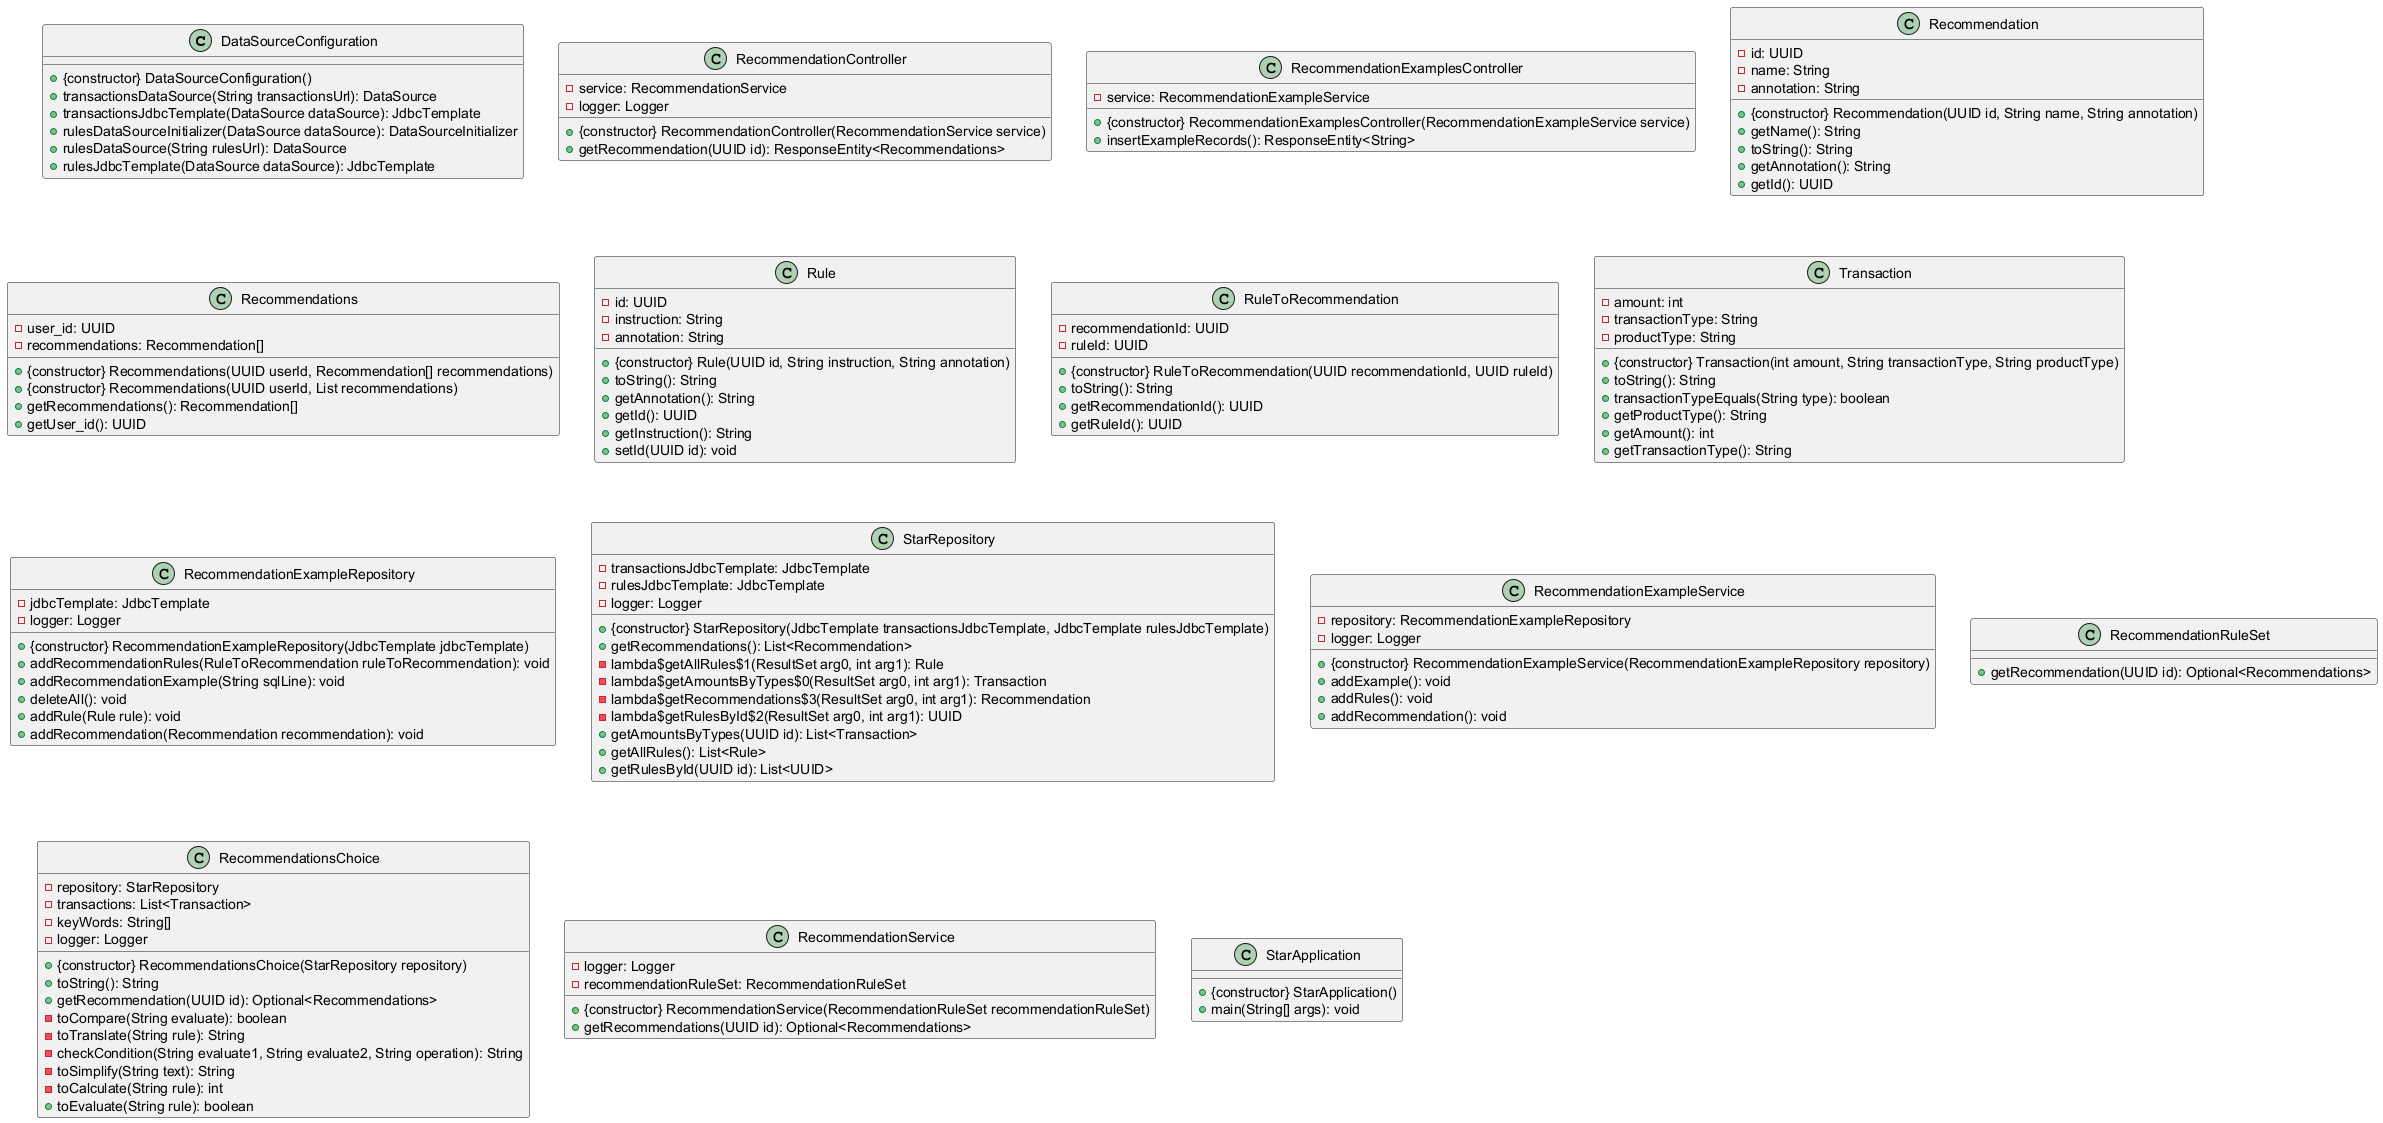 C DataSourceConfiguration
{constructor} DataSourceConfiguration()
transactionsDataSource(String transactionsUrl): DataSource
transactionsJdbcTemplate(DataSource dataSource): JdbcTemplate
rulesDataSourceInitializer(DataSource dataSource): DataSourceInitializer
rulesDataSource(String rulesUrl): DataSource
rulesJdbcTemplate(DataSource dataSource): JdbcTemplate
C RecommendationController
service: RecommendationService
logger: Logger
{constructor} RecommendationController(RecommendationService service)
getRecommendation(UUID id): ResponseEntity<Recommendations>
C RecommendationExamplesController
service: RecommendationExampleService
{constructor} RecommendationExamplesController(RecommendationExampleService service)
insertExampleRecords(): ResponseEntity<String>
C Recommendation
id: UUID
name: String
annotation: String
{constructor} Recommendation(UUID id, String name, String annotation)
getName(): String
toString(): String
getAnnotation(): String
getId(): UUID
C Recommendations
user_id: UUID
recommendations: Recommendation[]
{constructor} Recommendations(UUID userId, Recommendation[] recommendations)
{constructor} Recommendations(UUID userId, List recommendations)
getRecommendations(): Recommendation[]
getUser_id(): UUID
C Rule
id: UUID
instruction: String
annotation: String
{constructor} Rule(UUID id, String instruction, String annotation)
toString(): String
getAnnotation(): String
getId(): UUID
getInstruction(): String
setId(UUID id): void
C RuleToRecommendation
recommendationId: UUID
ruleId: UUID
{constructor} RuleToRecommendation(UUID recommendationId, UUID ruleId)
toString(): String
getRecommendationId(): UUID
getRuleId(): UUID
C Transaction
amount: int
transactionType: String
productType: String
{constructor} Transaction(int amount, String transactionType, String productType)
toString(): String
transactionTypeEquals(String type): boolean
getProductType(): String
getAmount(): int
getTransactionType(): String
C RecommendationExampleRepository
jdbcTemplate: JdbcTemplate
logger: Logger
{constructor} RecommendationExampleRepository(JdbcTemplate jdbcTemplate)
addRecommendationRules(RuleToRecommendation ruleToRecommendation): void
addRecommendationExample(String sqlLine): void
deleteAll(): void
addRule(Rule rule): void
addRecommendation(Recommendation recommendation): void
C StarRepository
transactionsJdbcTemplate: JdbcTemplate
rulesJdbcTemplate: JdbcTemplate
logger: Logger
{constructor} StarRepository(JdbcTemplate transactionsJdbcTemplate, JdbcTemplate rulesJdbcTemplate)
getRecommendations(): List<Recommendation>
lambda$getAllRules$1(ResultSet arg0, int arg1): Rule
lambda$getAmountsByTypes$0(ResultSet arg0, int arg1): Transaction
lambda$getRecommendations$3(ResultSet arg0, int arg1): Recommendation
lambda$getRulesById$2(ResultSet arg0, int arg1): UUID
getAmountsByTypes(UUID id): List<Transaction>
getAllRules(): List<Rule>
getRulesById(UUID id): List<UUID>
C RecommendationExampleService
repository: RecommendationExampleRepository
logger: Logger
{constructor} RecommendationExampleService(RecommendationExampleRepository repository)
addExample(): void
addRules(): void
addRecommendation(): void
C RecommendationRuleSet
getRecommendation(UUID id): Optional<Recommendations>
C RecommendationsChoice
repository: StarRepository
transactions: List<Transaction>
keyWords: String[]
logger: Logger
{constructor} RecommendationsChoice(StarRepository repository)
toString(): String
getRecommendation(UUID id): Optional<Recommendations>
toCompare(String evaluate): boolean
toTranslate(String rule): String
checkCondition(String evaluate1, String evaluate2, String operation): String
toSimplify(String text): String
toCalculate(String rule): int
toEvaluate(String rule): boolean
C RecommendationService
logger: Logger
recommendationRuleSet: RecommendationRuleSet
{constructor} RecommendationService(RecommendationRuleSet recommendationRuleSet)
getRecommendations(UUID id): Optional<Recommendations>
C StarApplication
{constructor} StarApplication()
main(String[] args): void